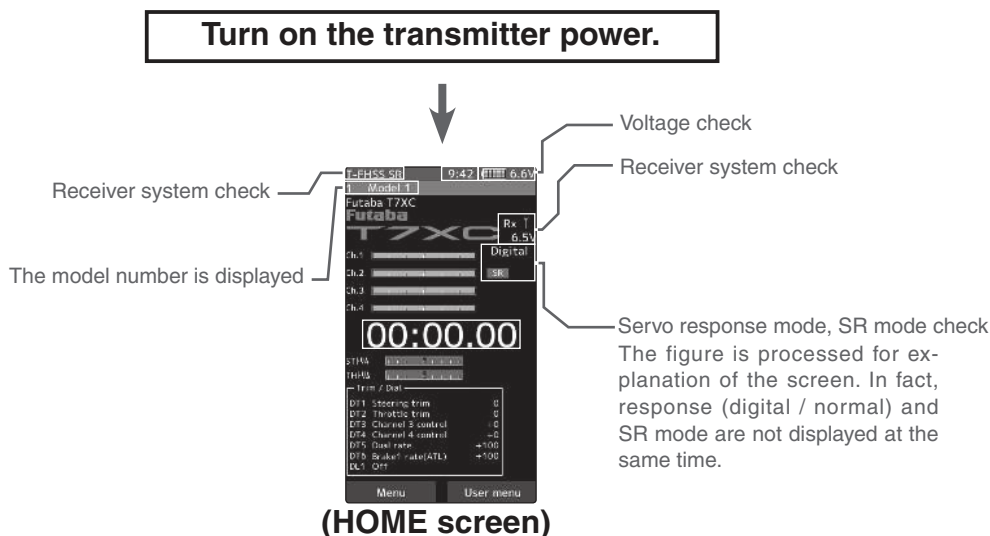 Turn on the transmitter power.
Voltage check
Receiver system check
Receiver system check
The model number is displayed
T-FHSS SR 9:42 6.6V
1 Model 1
Futaba T7XC
Futaba
T7XC
Rx
6.5V
Digital
SR
Ch.1
Ch.2
Ch.3
Ch.4
00:00.00
Servo response mode, SR mode check
The figure is processed for ex-
planation of the screen. In fact,
response (digital / normal) and
SR mode are not displayed at the
same time.
Trim / Dial
DT1 Steering trim 0
DT2 Throttle trim 0
DT3 Channel 3 control +0
DT4 Channel 4 control +0
DT5 Dual rate +100
DT6 Brake1 rate(ATL) +100
DL1 Off
Menu User menu
(HOME screen)